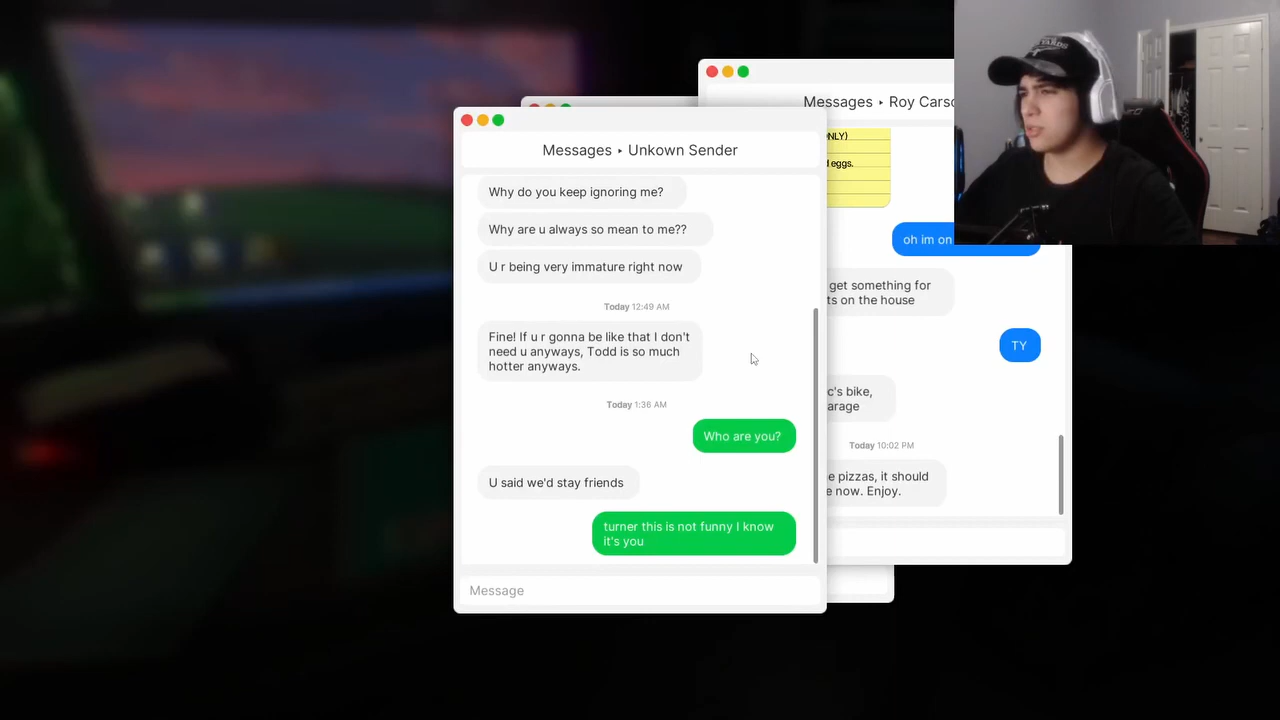 Messages ▸ Roy Carso
NLY)
d eggs.
oh im on
get something for
ts on the house
TY
c's bike,
arage
Today 10:02 PM
e pizzas, it should
e now. Enjoy.
Messages ▸ Unkown Sender
Why do you keep ignoring me?
Why are u always so mean to me??
U r being very immature right now
Today 12:49 AM
Fine! If u r gonna be like that I don't
need u anyways, Todd is so much
hotter anyways.
Today 1:36 AM
Who are you?
U said we'd stay friends
turner this is not funny I know
it's you
Message